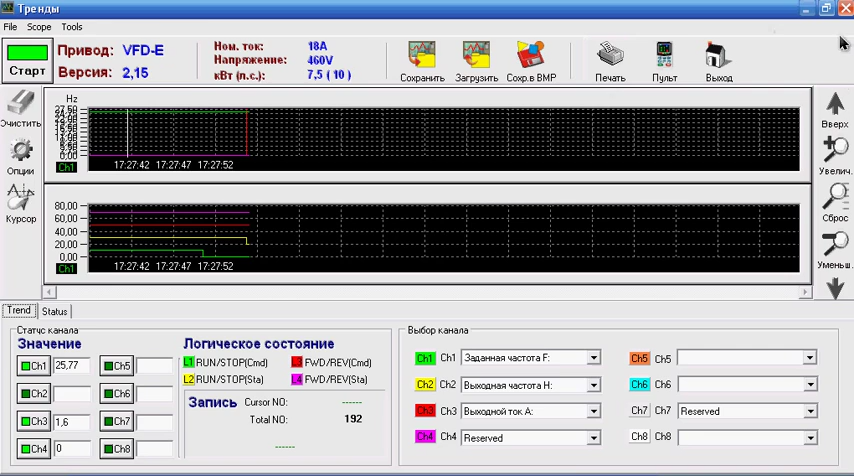 Тренды
File Scope Tools
Старт
Привод: VFD-E
Версия: 2,15
Ном. ток: 18A
Напряжение: 460V
кВт (л.с.): 7,5 ( 10 )
Сохранить Загрузить Сохр.в BMP Печать Пульт Выход
Очистить
Опции
Курсор
Hz
27,50
0,00
Ch1
17:27:42 17:27:47 17:27:52
80,00
60,00
40,00
20,00
0,00
Ch1
17:27:42 17:27:47 17:27:52
Вверх
Увелич.
Сброс
Уменьш.
Trend Status
Статус канала
Значение
Ch1 25,77 Ch5
Ch2 Ch6
Ch3 1,6 Ch7
Ch4 0 Ch8
Логическое состояние
L1 RUN/STOP(Cmd) FWD/REV(Cmd)
L2 RUN/STOP(Sta) L4 FWD/REV(Sta)
Запись Cursor NO: ------
Total NO: 192
------
Выбор канала
Ch1 Ch1 Заданная частота F: Ch5 Ch5
Ch2 Ch2 Выходная частота H: Ch6 Ch6
Ch3 Ch3 Выходной ток A: Ch7 Ch7 Reserved
Ch4 Ch4 Reserved Ch8 Ch8